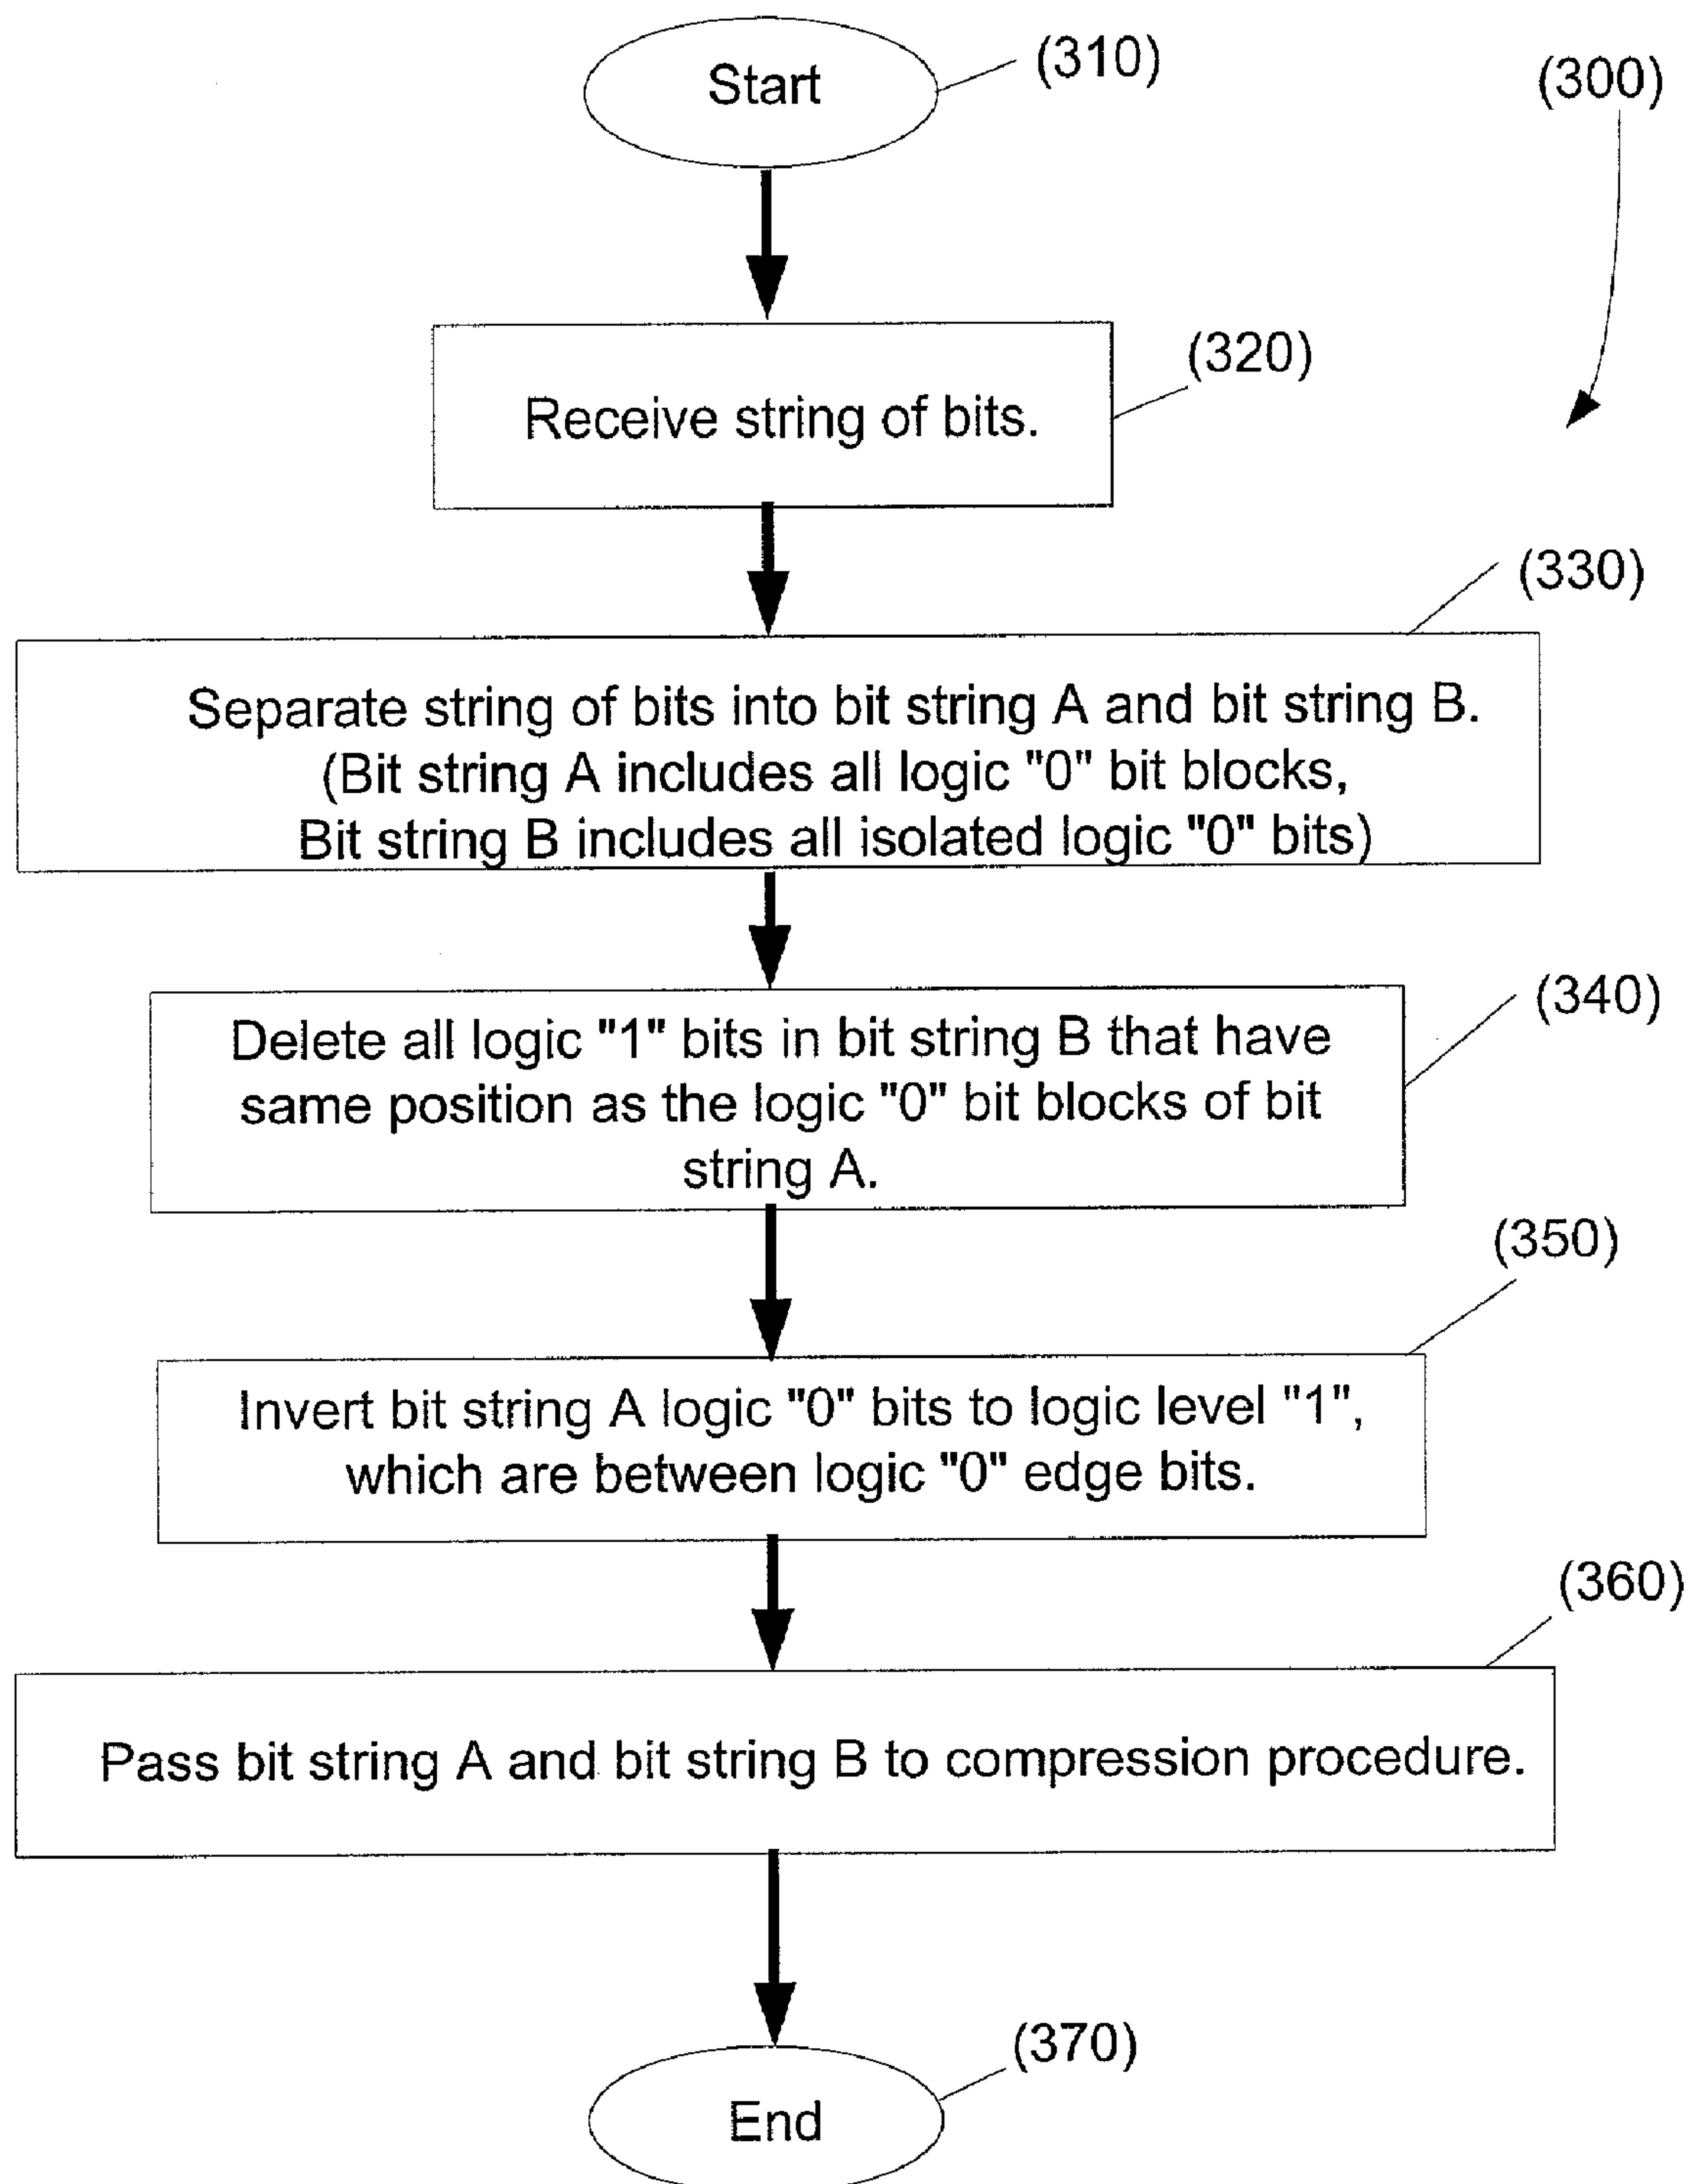 Start
(310)
(300)
(320)
Receive string of bits.
(330)
Separate string of bits into bit string A and bit string B.
(Bit string A includes all logic "0" bit blocks,
Bit string B includes all isolated logic "0" bits)
(340)
Delete all logic "1" bits in bit string B that have
same position as the logic "0" bit blocks of bit
string A.
(350)
Invert bit string A logic "0" bits to logic level "1",
which are between logic "0" edge bits.
(360)
Pass bit string A and bit string B to compression procedure.
(370)
End